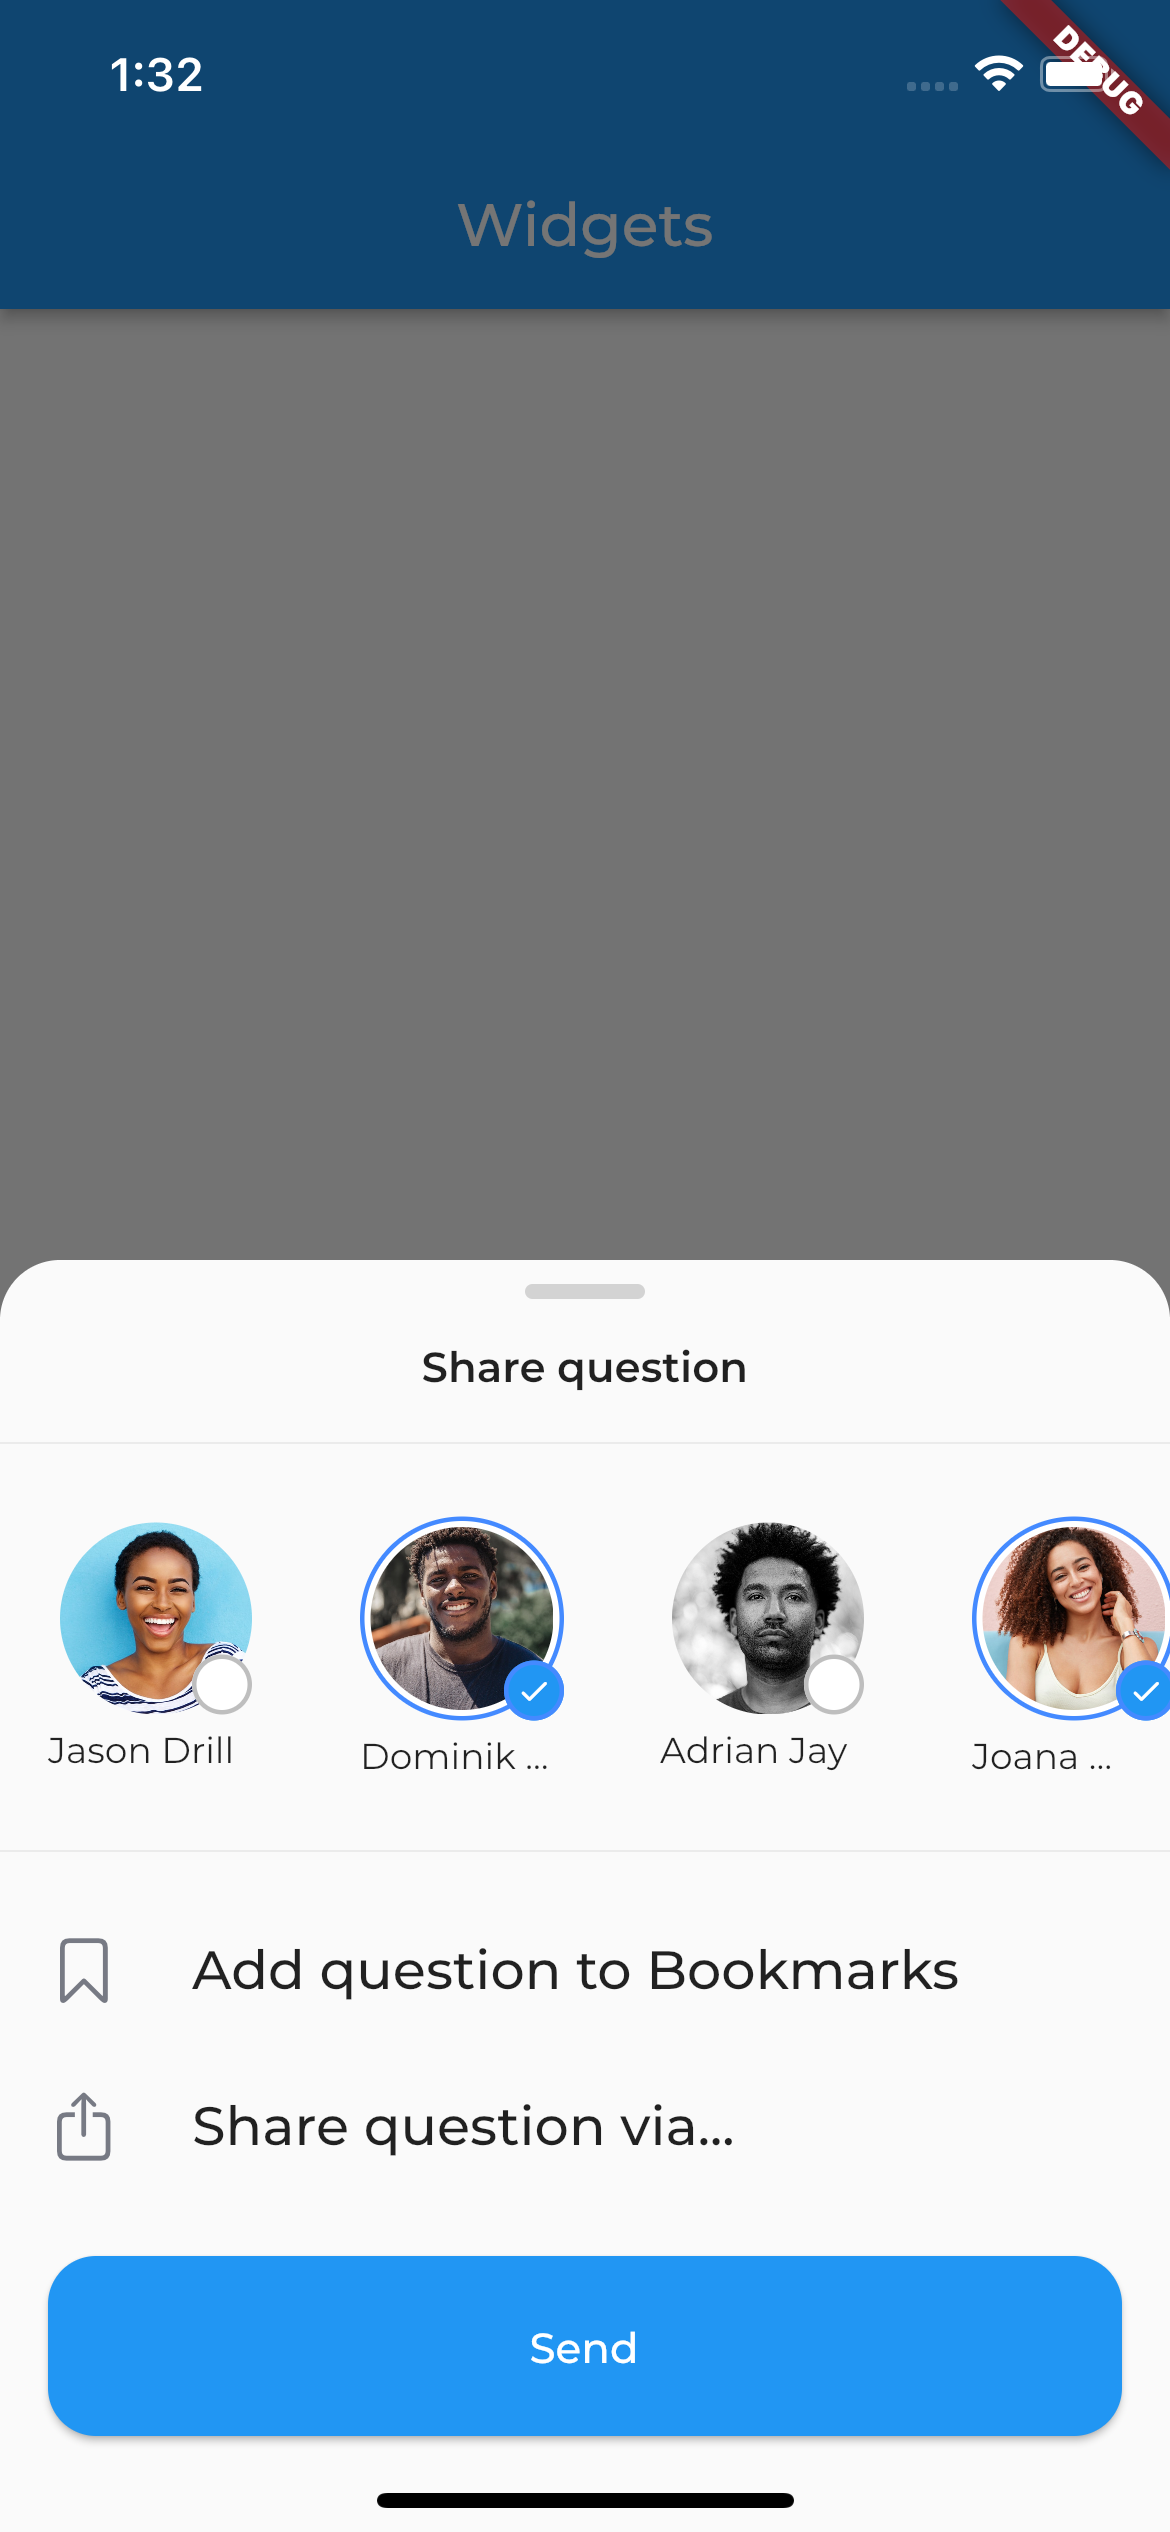 1:32
DEBUG
Widgets
Share question
Jason Drill
Dominik ...
Adrian Jay
Joana ...
Add question to Bookmarks
Share question via...
Send